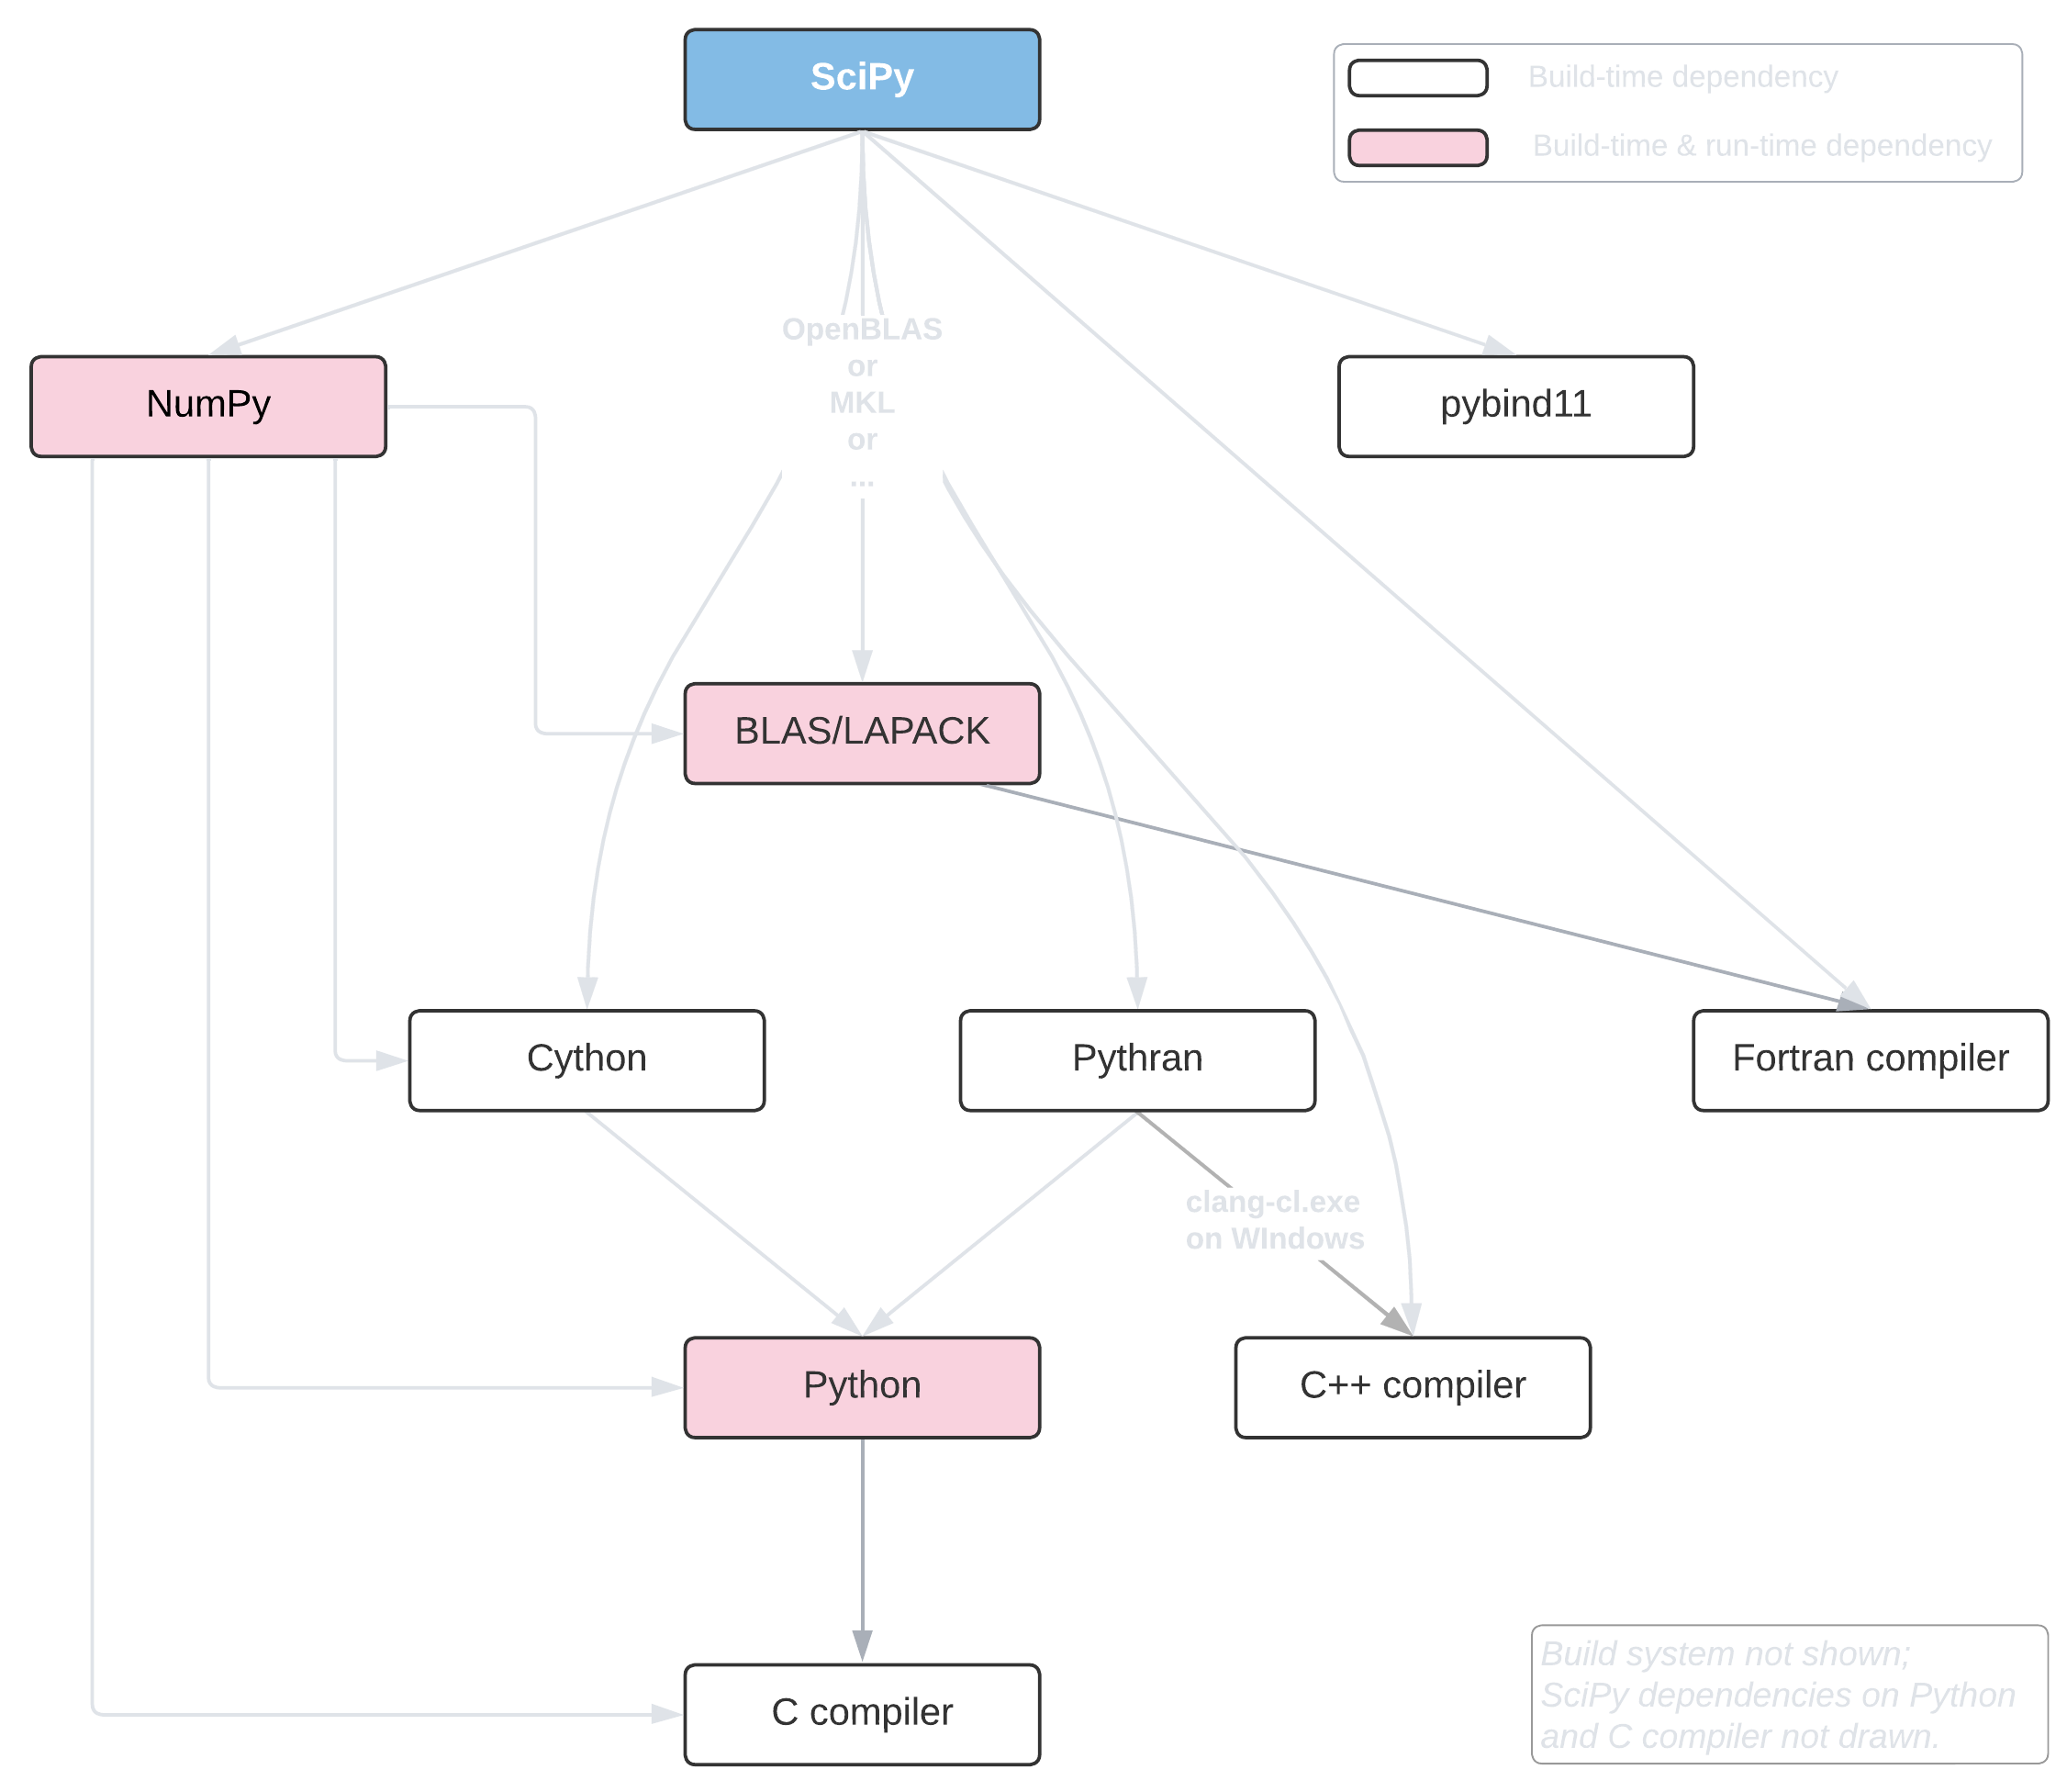 SciPy
Build-time dependency
Build-time & run-time dependency
OpenBLAS
or
MKL
or
...
NumPy
pybind11
BLAS/LAPACK
Cython
Pythran
Fortran compiler
clang-cl.exe
on WIndows
Python
C++ compiler
C compiler
Build system not shown;
SciPy dependencies on Python
and C compiler not drawn.